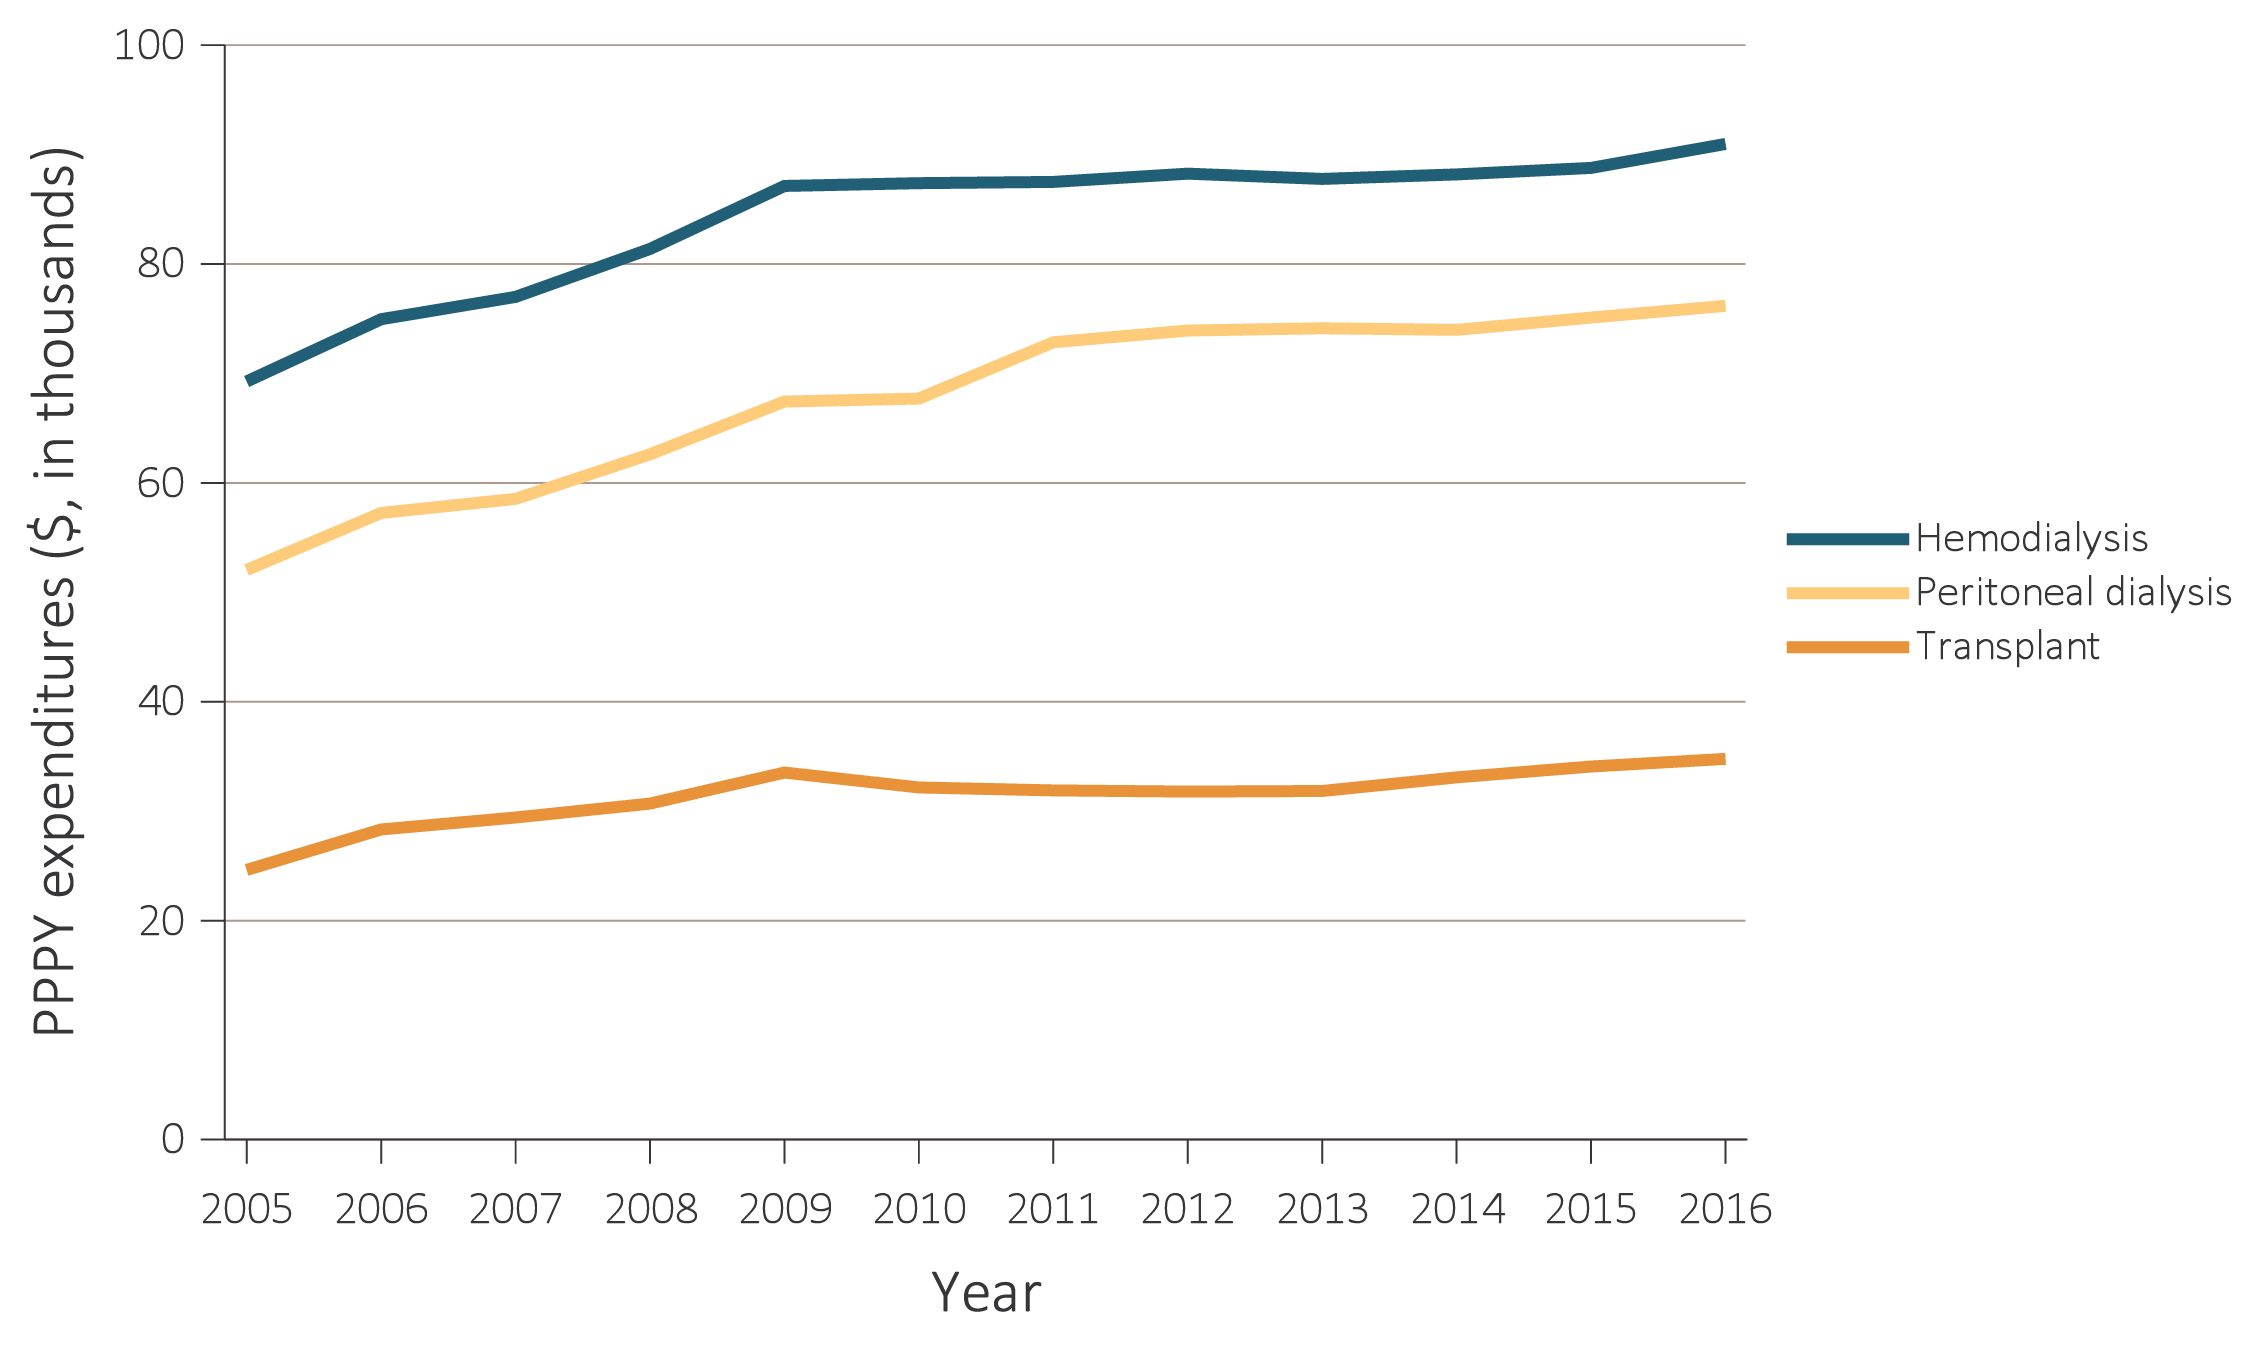 PPPY expenditures ($, in thousands)
100
80
60
40
20
0
2005 2006 2007 2008 2009 2010 2011 2012 2013 2014 2015 2016
Year
Hemodialysis
Peritoneal dialysis
Transplant